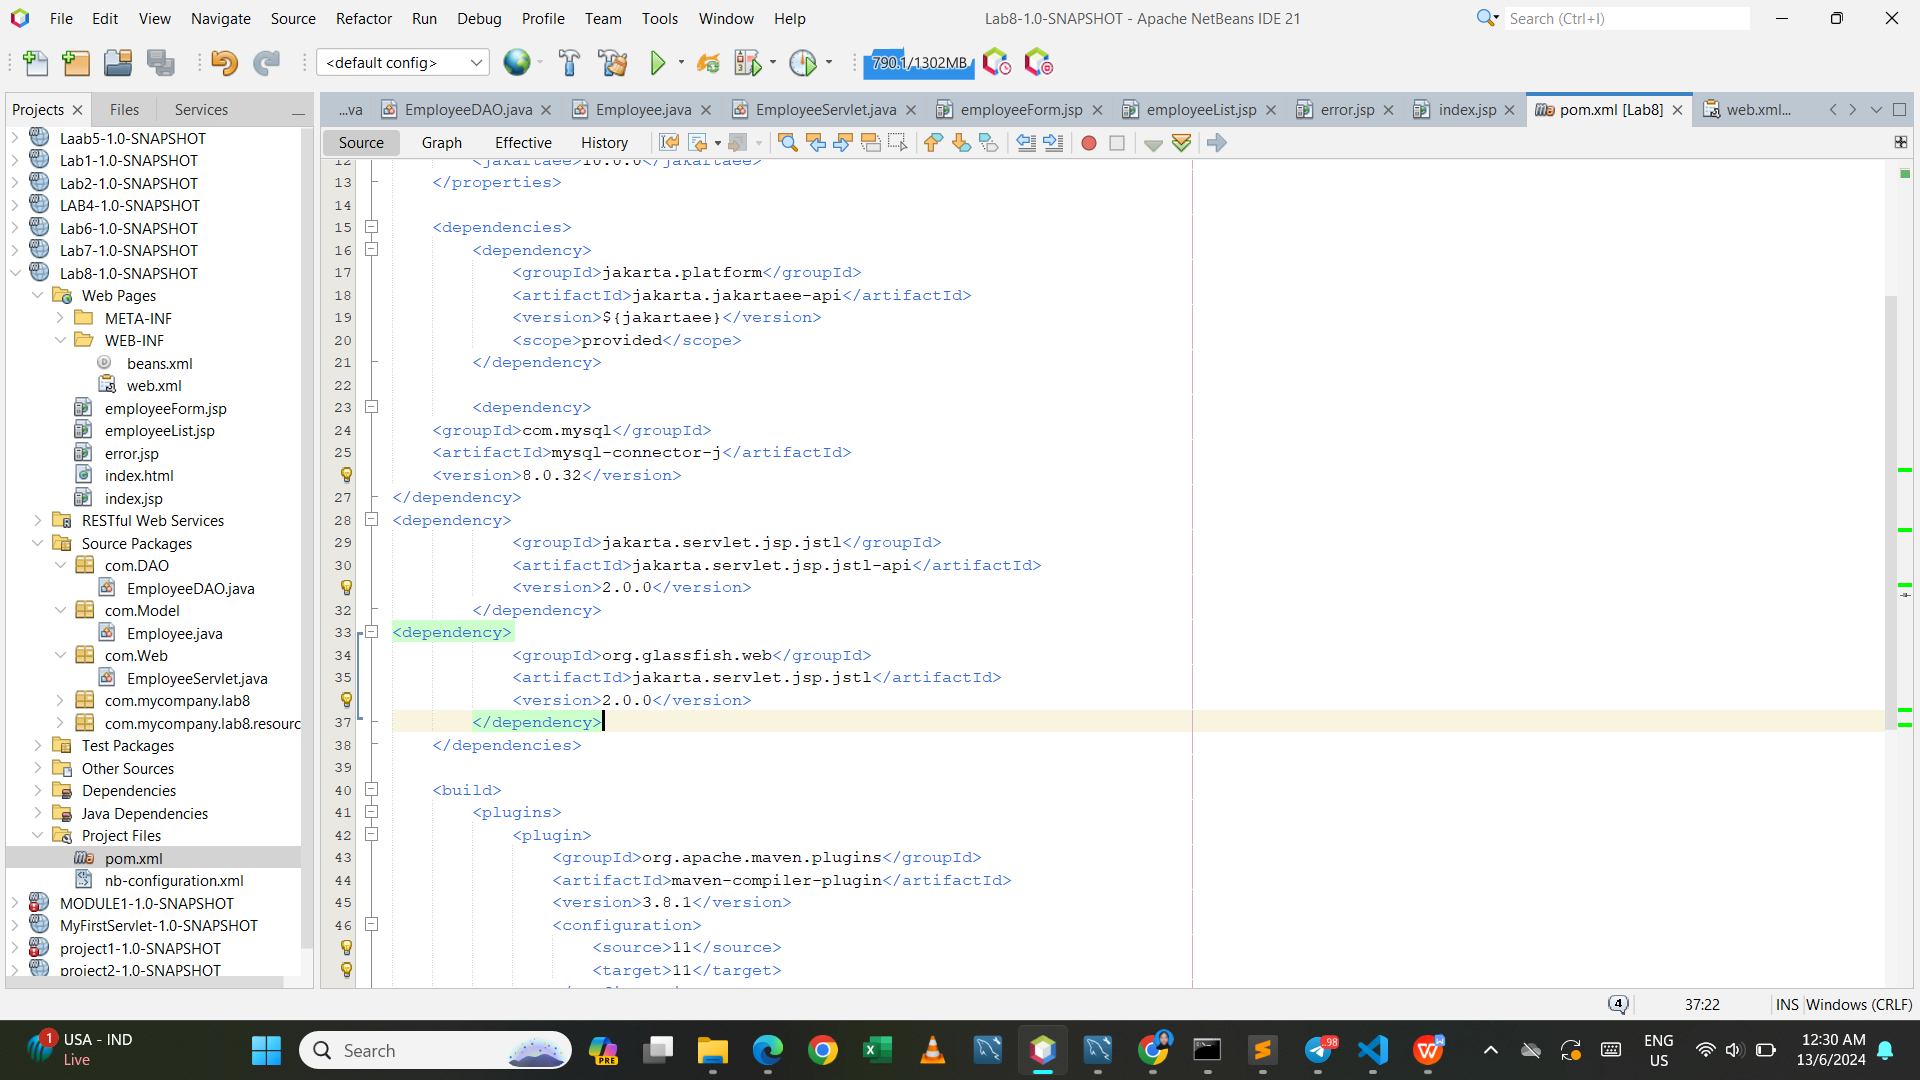 File Edit View Navigate Source Refactor Run Debug Profile Team Tools Window Help
Lab8-1.0-SNAPSHOT - Apache NetBeans IDE 21
Search (Ctrl+I)
<default config>
790.1/1302MB
Projects Files Services
...va EmployeeDAO.java Employee.java EmployeeServlet.java employeeForm.jsp employeeList.jsp error.jsp index.jsp pom.xml [Lab8] web.xml...
Source Graph Effective History
Laab5-1.0-SNAPSHOT
Lab1-1.0-SNAPSHOT
Lab2-1.0-SNAPSHOT
LAB4-1.0-SNAPSHOT
Lab6-1.0-SNAPSHOT
Lab7-1.0-SNAPSHOT
Lab8-1.0-SNAPSHOT
Web Pages
META-INF
WEB-INF
beans.xml
web.xml
employeeForm.jsp
employeeList.jsp
error.jsp
index.html
index.jsp
RESTful Web Services
Source Packages
com.DAO
EmployeeDAO.java
com.Model
Employee.java
com.Web
EmployeeServlet.java
com.mycompany.lab8
com.mycompany.lab8.resourc
Test Packages
Other Sources
Dependencies
Java Dependencies
Project Files
pom.xml
nb-configuration.xml
MODULE1-1.0-SNAPSHOT
MyFirstServlet-1.0-SNAPSHOT
project1-1.0-SNAPSHOT
project2-1.0-SNAPSHOT
12 <jakartaee>10.0.0</jakartaee>
13 </properties>
14
15 <dependencies>
16 <dependency>
17 <groupId>jakarta.platform</groupId>
18 <artifactId>jakarta.jakartaee-api</artifactId>
19 <version>${jakartaee}</version>
20 <scope>provided</scope>
21 </dependency>
22
23 <dependency>
24 <groupId>com.mysql</groupId>
25 <artifactId>mysql-connector-j</artifactId>
<version>8.0.32</version>
27 </dependency>
28 <dependency>
29 <groupId>jakarta.servlet.jsp.jstl</groupId>
30 <artifactId>jakarta.servlet.jsp.jstl-api</artifactId>
<version>2.0.0</version>
32 </dependency>
33 <dependency>
34 <groupId>org.glassfish.web</groupId>
35 <artifactId>jakarta.servlet.jsp.jstl</artifactId>
<version>2.0.0</version>
37 </dependency>
38 </dependencies>
39
40 <build>
41 <plugins>
42 <plugin>
43 <groupId>org.apache.maven.plugins</groupId>
44 <artifactId>maven-compiler-plugin</artifactId>
45 <version>3.8.1</version>
46 <configuration>
<source>11</source>
<target>11</target>
4 37:22 INS Windows (CRLF)
1 USA - IND
Live
Search
PRE
98
ENG
US
12:30 AM
13/6/2024